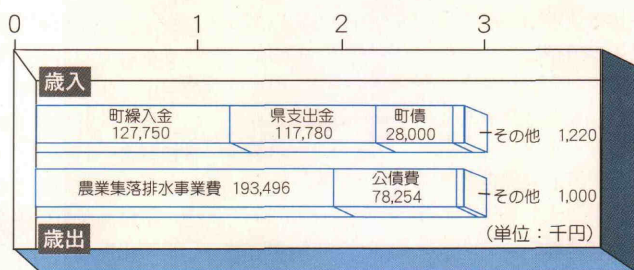 0 1 2 3
歳入
町繰入金 県支出金 町債
127,750 117,780 28,000 その他 1,220
農業集落排水事業費 193,496 公債費
78,254 その他 1,000
歳出 (単位：千円)